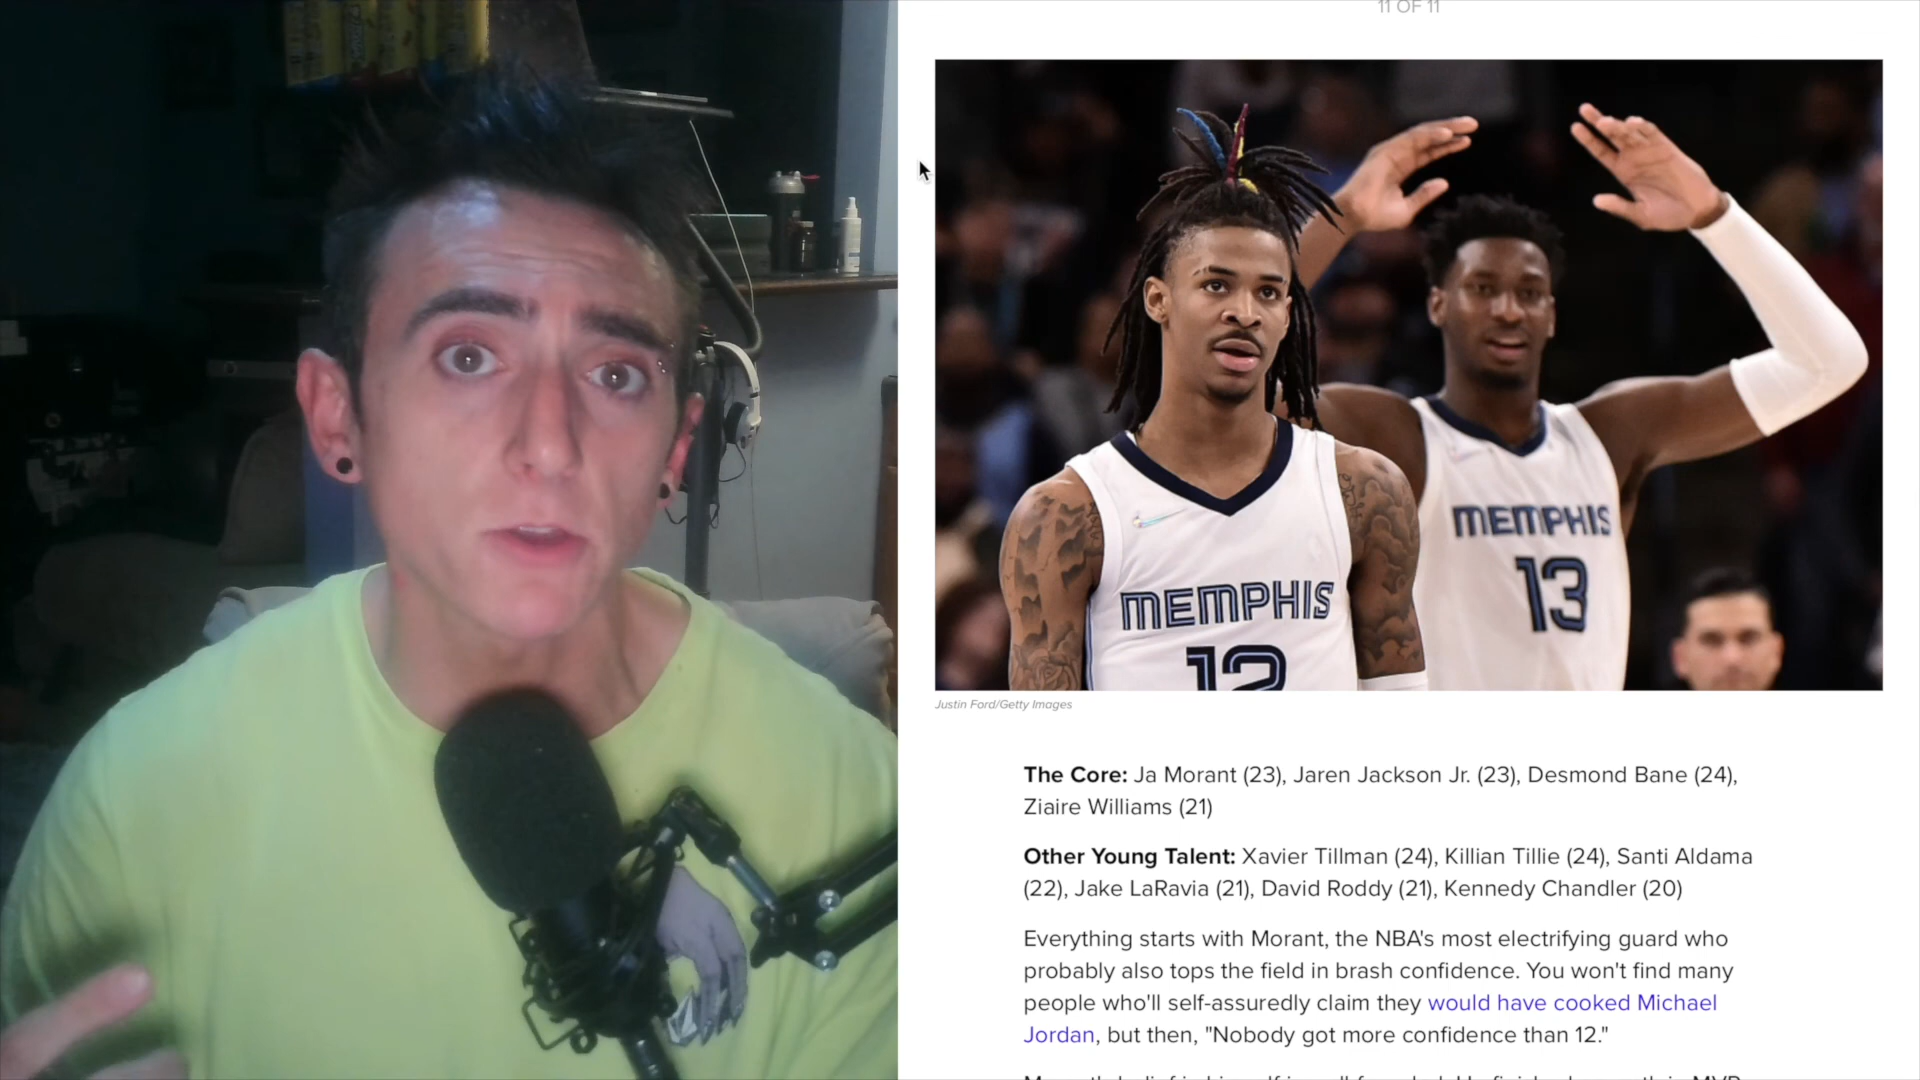 11 OF 11
MEMPHIS
12
MEMPHIS
13
Justin Ford/Getty Images
The Core: Ja Morant (23), Jaren Jackson Jr. (23), Desmond Bane (24),
Ziaire Williams (21)
Other Young Talent: Xavier Tillman (24), Killian Tillie (24), Santi Aldama
(22), Jake LaRavia (21), David Roddy (21), Kennedy Chandler (20)
Everything starts with Morant, the NBA's most electrifying guard who
probably also tops the field in brash confidence. You won't find many
people who'll self-assuredly claim they would have cooked Michael
Jordan, but then, "Nobody got more confidence than 12."